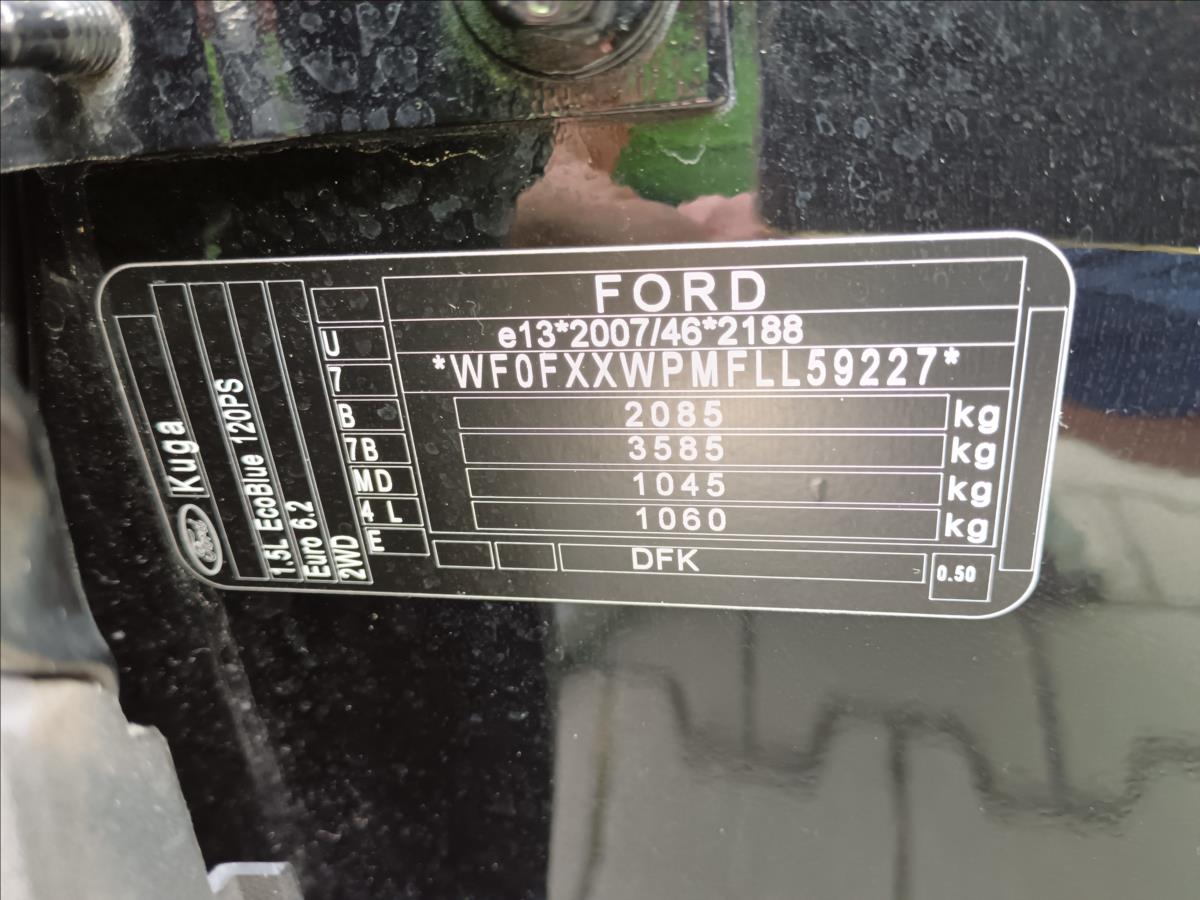 FORD
e13*2007/46*2188
*WF0FXXWPMFLL59227*
2085 kg
3585 kg
1045 kg
1060 kg
DFK
0.50
U
7
B
7B
MD
4 L
E
Ford Kuga
1.5L EcoBlue 120PS
Euro 6.2
2WD